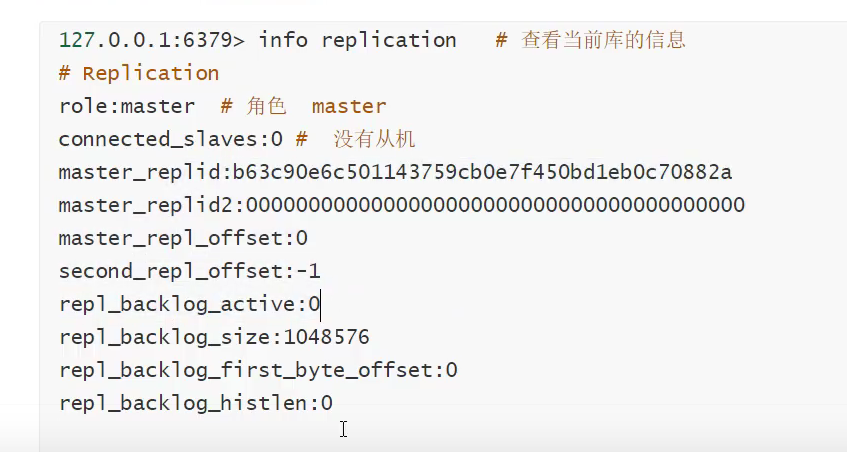 127.0.0.1:6379> info replication # 查看当前库的信息
# Replication
role:master # 角色 master
connected_slaves:0 # 没有从机
master_replid:b63c90e6c501143759cb0e7f450bd1eb0c70882a
master_replid2:0000000000000000000000000000000000000000
master_repl_offset:0
second_repl_offset:-1
repl_backlog_active:0
repl_backlog_size:1048576
repl_backlog_first_byte_offset:0
repl_backlog_histlen:0